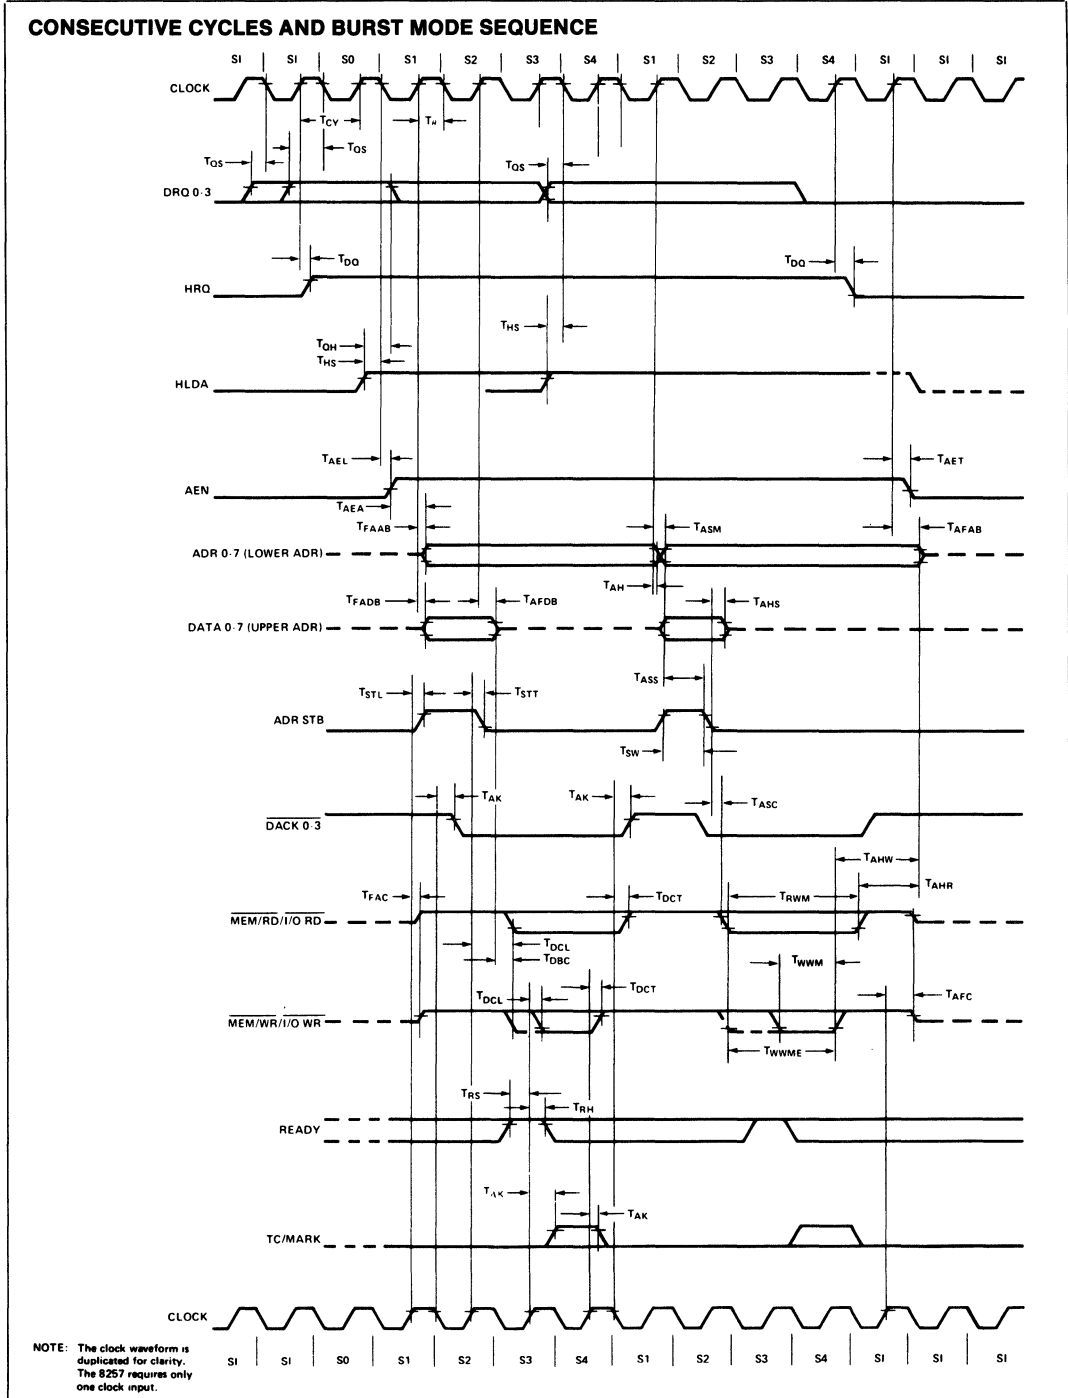 CONSECUTIVE CYCLES AND BURST MODE SEQUENCE
SI SI S0 S1 S2 S3 S4 S1 S2 S3 S4 SI SI SI
CLOCK
TCY
TQS TQS TQS
DRQ 0-3
TDQ TDQ
HRQ
THS
TQH
THS
HLDA
TAEL TAET
AEN
TAEA
TFAAB TASM TAFAB
ADR 0-7 (LOWER ADR)
TAH
TFADB TAFDB TAHS
DATA 0-7 (UPPER ADR)
TASS
TSTL TSTT
ADR STB
TSW
TAK TAK TASC
DACK 0-3
TAHW
TFAC TDCT TRWM TAHR
MEM/RD/I/O RD
TDCL
TDBC TWWM
TDCL TDCT TAFC
MEM/WR/I/O WR
TWWME
TRS
TRH
READY
TAK
TAK
TC/MARK
CLOCK
NOTE: The clock waveform is
duplicated for clarity.
The 8257 requires only
one clock input.
SI SI S0 S1 S2 S3 S4 S1 S2 S3 S4 SI SI SI